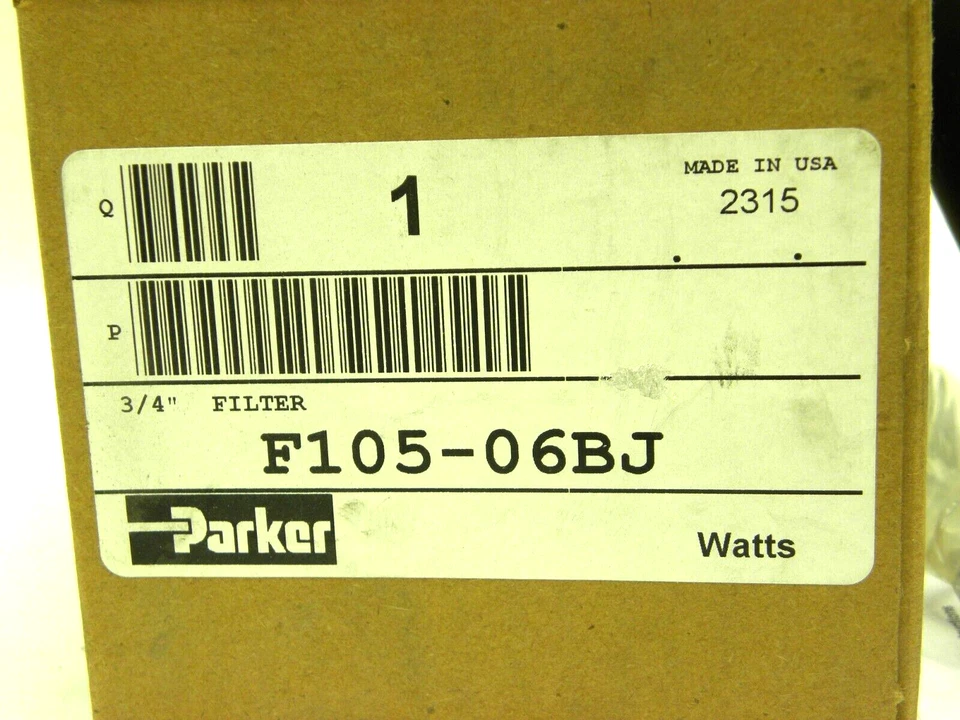 Q 1 MADE IN USA
2315
P
3/4" FILTER
F105-06BJ
Parker Watts